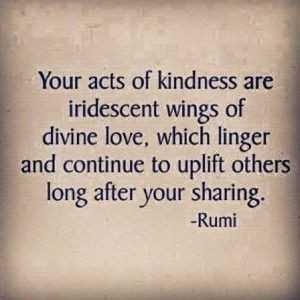 Your acts of kindness are
iridescent wings of
divine love, which linger
and continue to uplift others
long after your sharing.
-Rumi